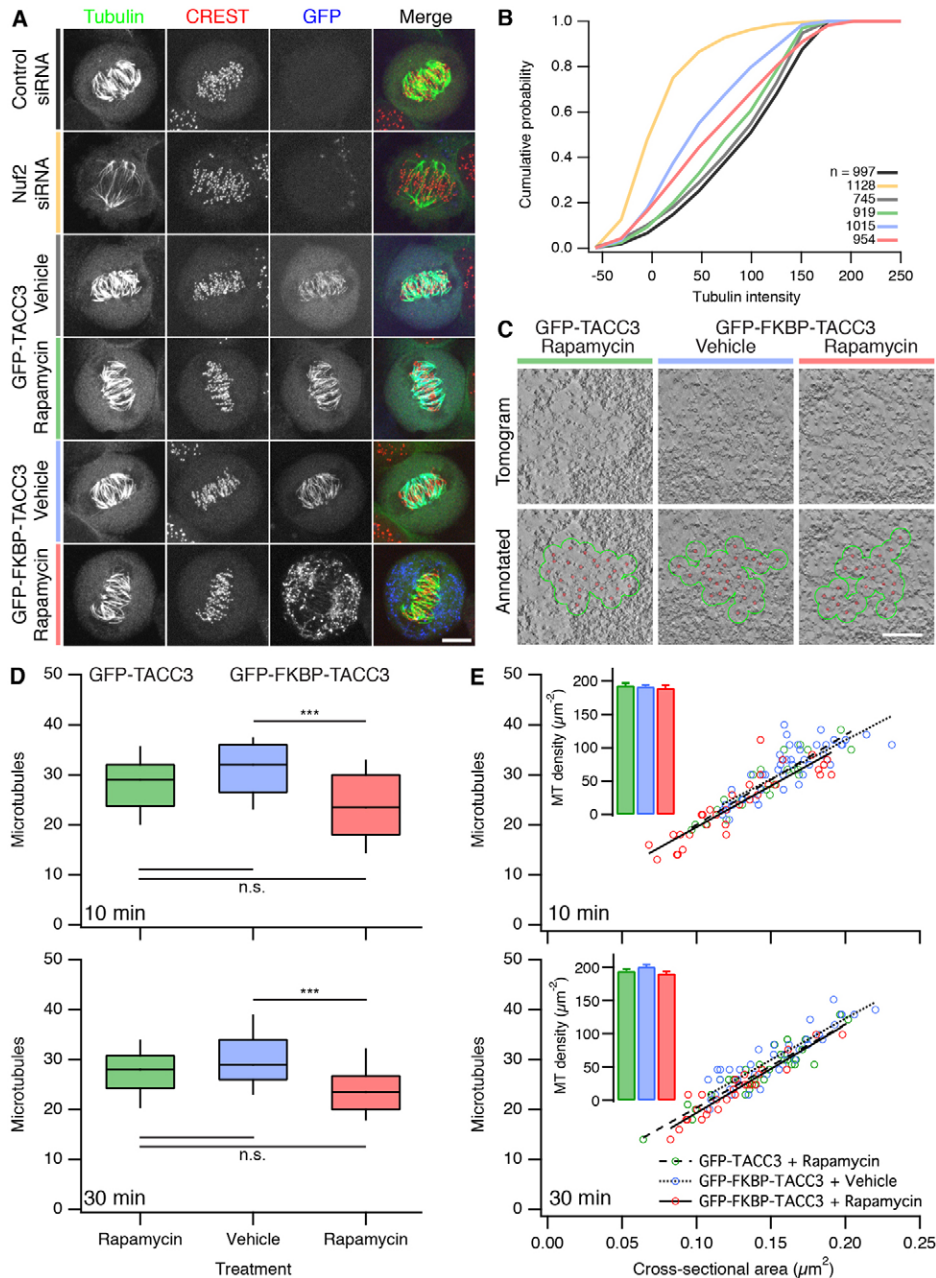 A
Tubulin CREST GFP Merge
Control siRNA
Nuf2 siRNA
GFP-TACC3
Vehicle
Rapamycin
GFP-FKBP-TACC3
Vehicle
Rapamycin
B
Cumulative probability
1.0
0.8
0.6
0.4
0.2
0.0
n = 997
1128
745
919
1015
954
-50 0 50 100 150 200 250
Tubulin intensity
C
GFP-TACC3 GFP-FKBP-TACC3
Rapamycin Vehicle Rapamycin
Tomogram
Annotated
D
GFP-TACC3 GFP-FKBP-TACC3
Microtubules
50
40
30
20
10
0
***
n.s.
10 min
Microtubules
50
40
30
20
10
0
***
n.s.
30 min
Rapamycin Vehicle Rapamycin
Treatment
E
Microtubules
50
40
30
20
10
0
MT density (µm⁻²)
200
150
100
50
0
10 min
Microtubules
50
40
30
20
10
0
MT density (µm⁻²)
200
150
100
50
0
GFP-TACC3 + Rapamycin
GFP-FKBP-TACC3 + Vehicle
GFP-FKBP-TACC3 + Rapamycin
30 min
0.00 0.05 0.10 0.15 0.20 0.25
Cross-sectional area (µm²)